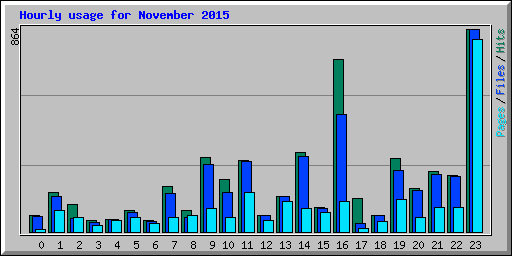 Hourly usage for November 2015
864
Pages/Files/Hits
0 1 2 3 4 5 6 7 8 9 10 11 12 13 14 15 16 17 18 19 20 21 22 23